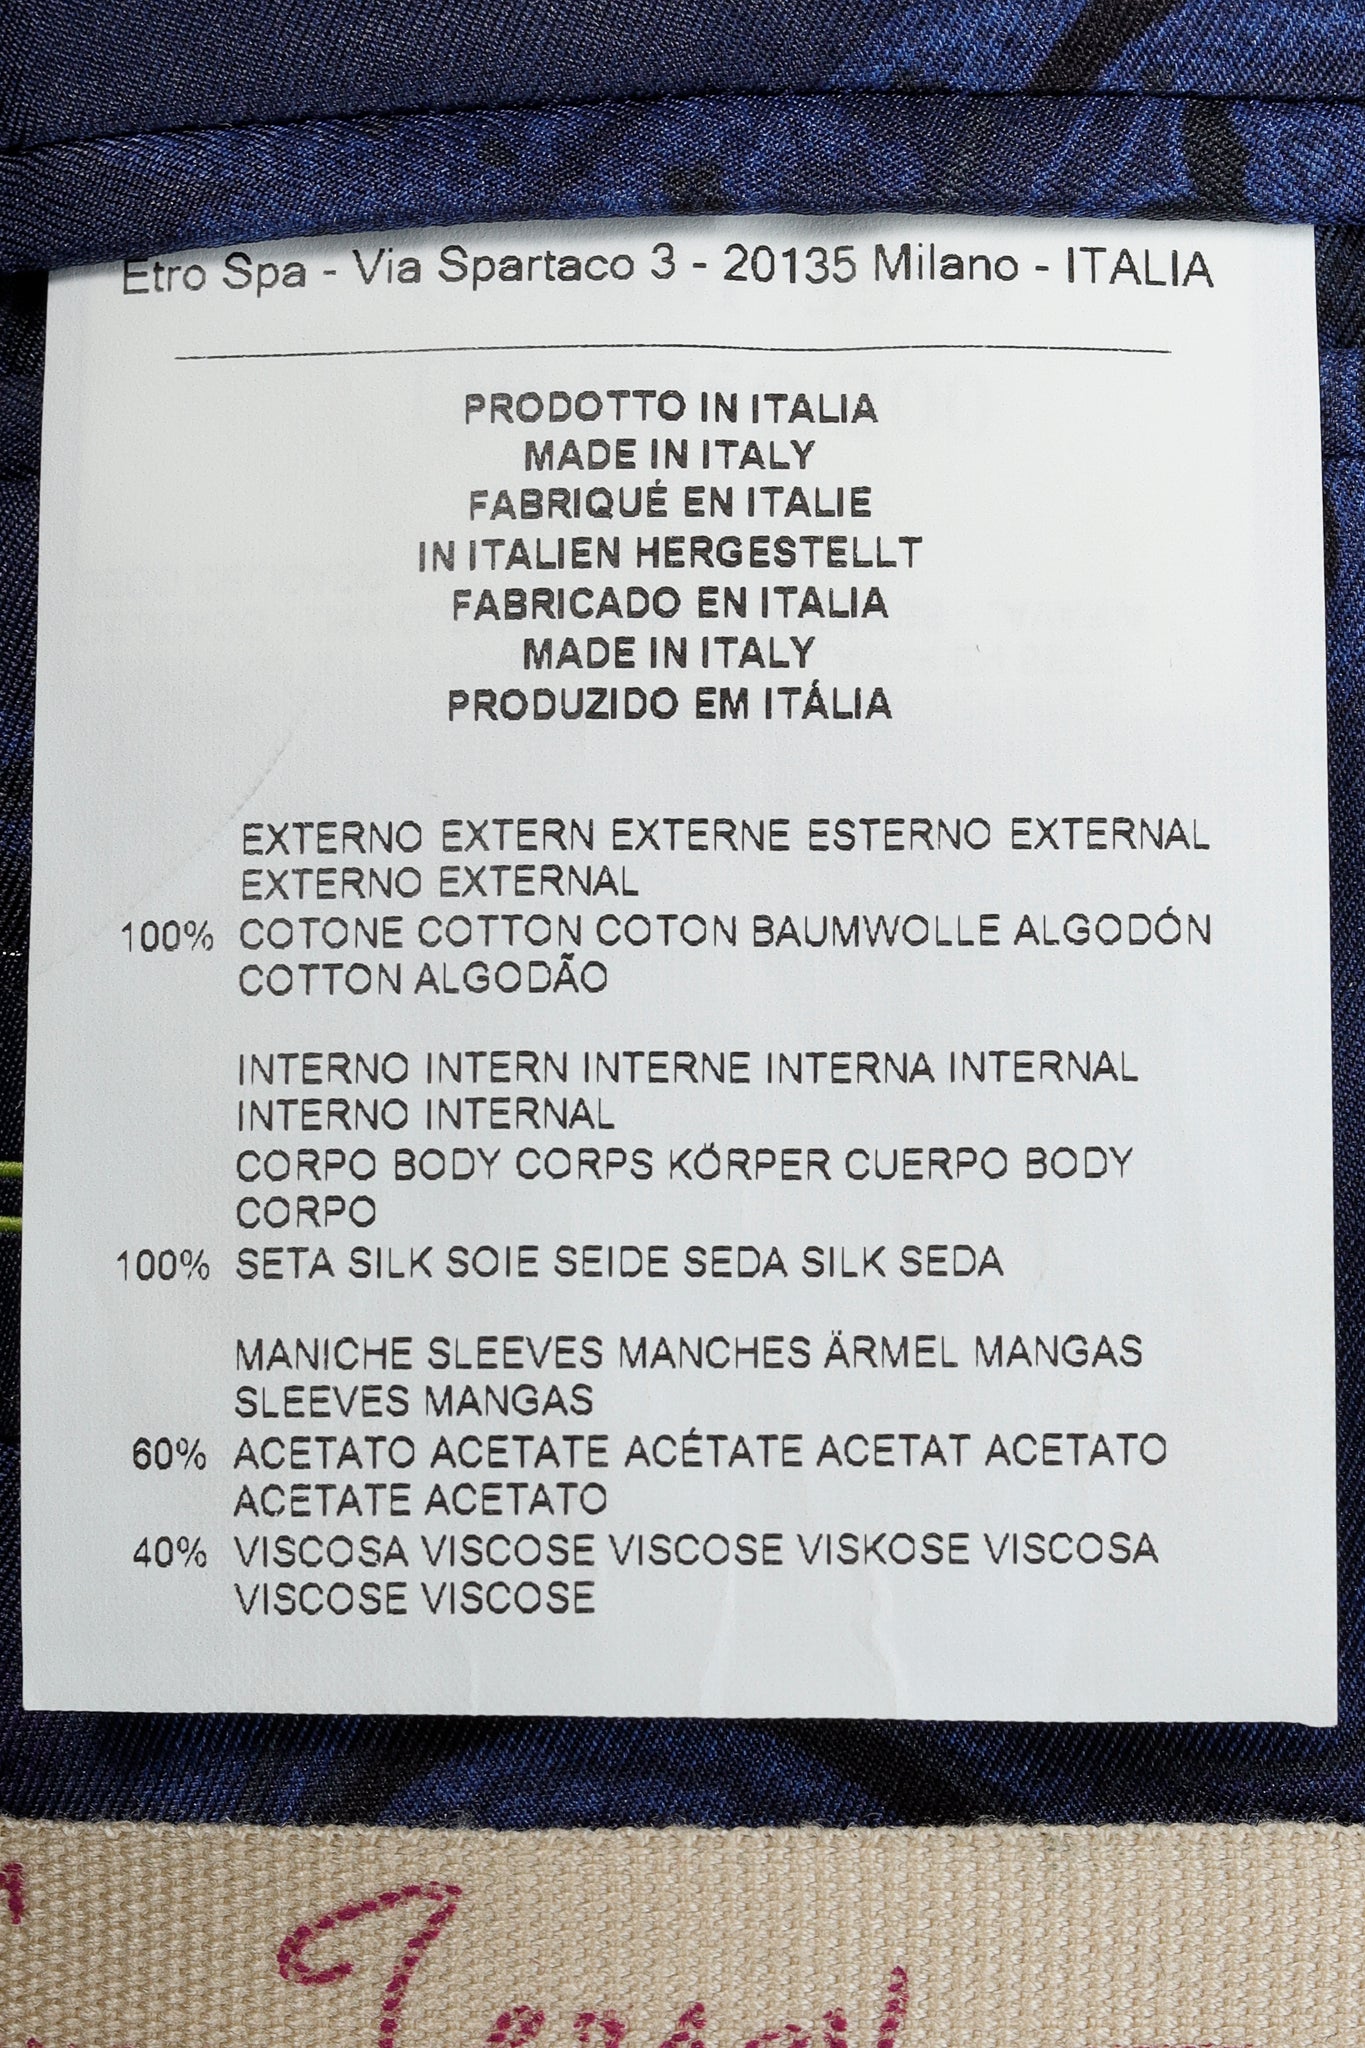 Etro Spa - Via Spartaco 3 - 20135 Milano - ITALIA
PRODOTTO IN ITALIA
MADE IN ITALY
FABRIQUÉ EN ITALIE
IN ITALIEN HERGESTELLT
FABRICADO EN ITALIA
MADE IN ITALY
PRODUZIDO EM ITÁLIA
EXTERNO EXTERN EXTERNE ESTERNO EXTERNAL
EXTERNO EXTERNAL
100% COTONE COTTON COTON BAUMWOLLE ALGODÓN
COTTON ALGODÃO
INTERNO INTERN INTERNE INTERNA INTERNAL
INTERNO INTERNAL
CORPO BODY CORPS KÖRPER CUERPO BODY
CORPO
100% SETA SILK SOIE SEIDE SEDA SILK SEDA
MANICHE SLEEVES MANCHES ÄRMEL MANGAS
SLEEVES MANGAS
60% ACETATO ACETATE ACÉTATE ACETAT ACETATO
ACETATE ACETATO
40% VISCOSA VISCOSE VISCOSE VISKOSE VISCOSA
VISCOSE VISCOSE